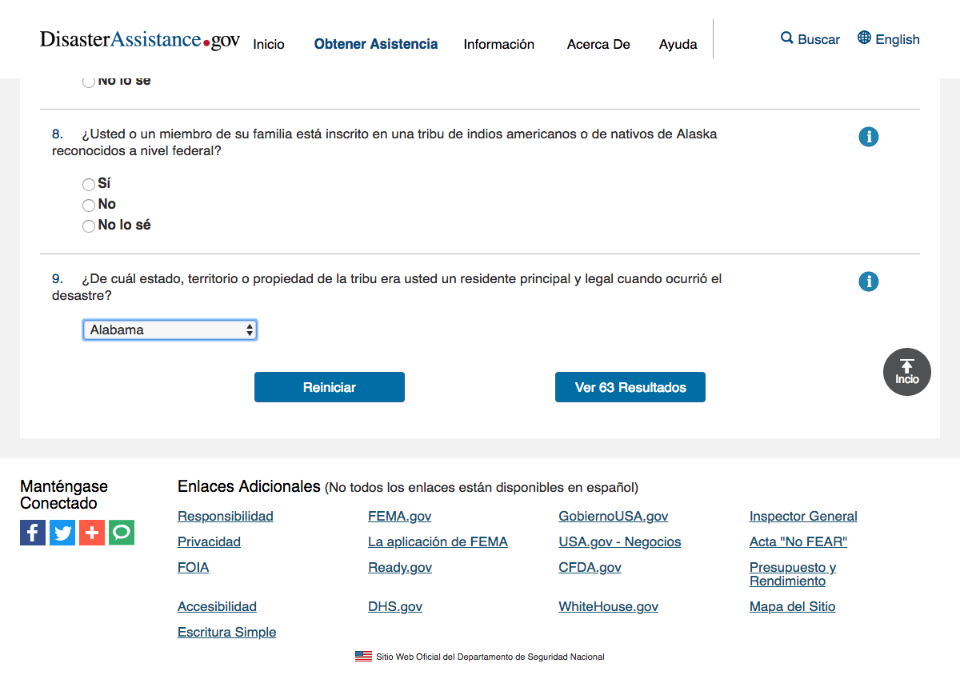 DisasterAssistance.gov Inicio Obtener Asistencia Información Acerca De Ayuda Buscar English
No lo sé
8. ¿Usted o un miembro de su familia está inscrito en una tribu de indios americanos o de nativos de Alaska
reconocidos a nivel federal?
Sí
No
No lo sé
9. ¿De cuál estado, territorio o propiedad de la tribu era usted un residente principal y legal cuando ocurrió el
desastre?
Alabama
Incio
Reiniciar Ver 63 Resultados
Manténgase
Conectado
Enlaces Adicionales (No todos los enlaces están disponibles en español)
Responsibilidad FEMA.gov GobiernoUSA.gov Inspector General
Privacidad La aplicación de FEMA USA.gov - Negocios Acta "No FEAR"
FOIA Ready.gov CFDA.gov Presupuesto y
Rendimiento
Accesibilidad DHS.gov WhiteHouse.gov Mapa del Sitio
Escritura Simple
Sitio Web Oficial del Departamento de Seguridad Nacional